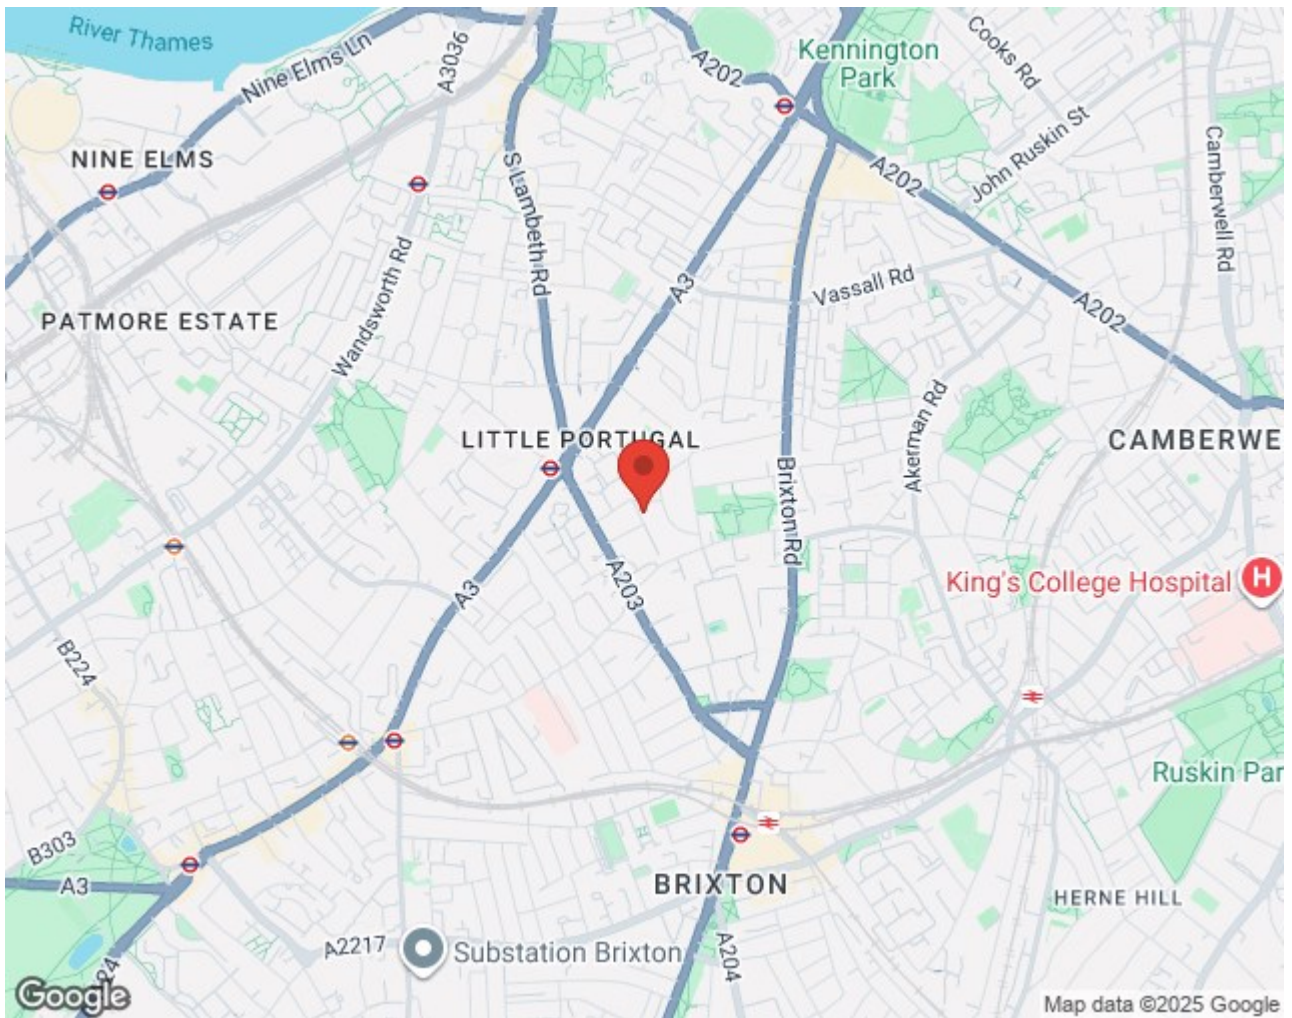 River Thames
Nine Elms Ln
A3036
A202
Kennington
Park
Cooks Rd
John Ruskin St
Camberwell Rd
NINE ELMS
S Lambeth Rd
A202
Wandsworth Rd
A3
Vassall Rd
A202
PATMORE ESTATE
LITTLE PORTUGAL
Akerman Rd
CAMBERWE
Brixton Rd
A203
A3
King's College Hospital
H
B224
Ruskin Par
B303
A3
BRIXTON
HERNE HILL
A2217
Substation Brixton
A204
24
Google
Map data ©2025 Google